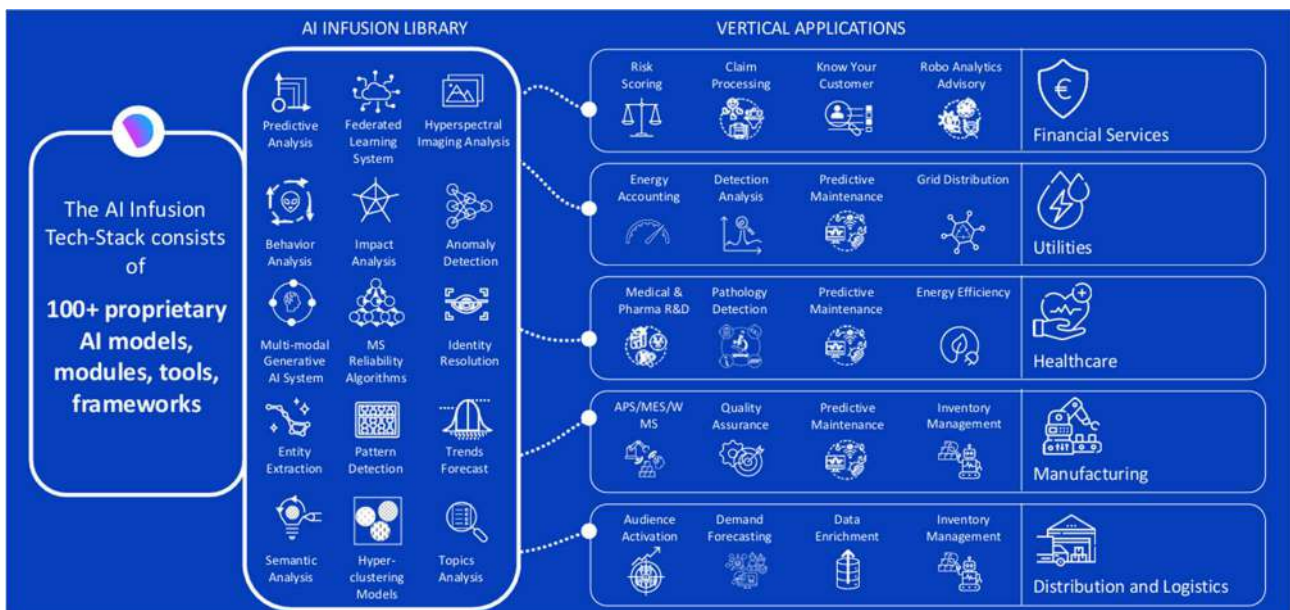 AI INFUSION LIBRARY
VERTICAL APPLICATIONS
The AI Infusion
Tech-Stack consists
of
100+ proprietary
AI models,
modules, tools,
frameworks
Predictive
Analysis
Federated
Learning
System
Hyperspectral
Imaging Analysis
Behavior
Analysis
Impact
Analysis
Anomaly
Detection
Multi-modal
Generative
AI System
MS
Reliability
Algorithms
Identity
Resolution
Entity
Extraction
Pattern
Detection
Trends
Forecast
Semantic
Analysis
Hyper-
clustering
Models
Topics
Analysis
Risk
Scoring
Claim
Processing
Know Your
Customer
Robo Analytics
Advisory
€
Financial Services
Energy
Accounting
Detection
Analysis
Predictive
Maintenance
Grid Distribution
Utilities
Medical &
Pharma R&D
Pathology
Detection
Predictive
Maintenance
Energy Efficiency
Healthcare
APS/MES/W
MS
Quality
Assurance
Predictive
Maintenance
Inventory
Management
Manufacturing
Audience
Activation
Demand
Forecasting
Data
Enrichment
Inventory
Management
Distribution and Logistics